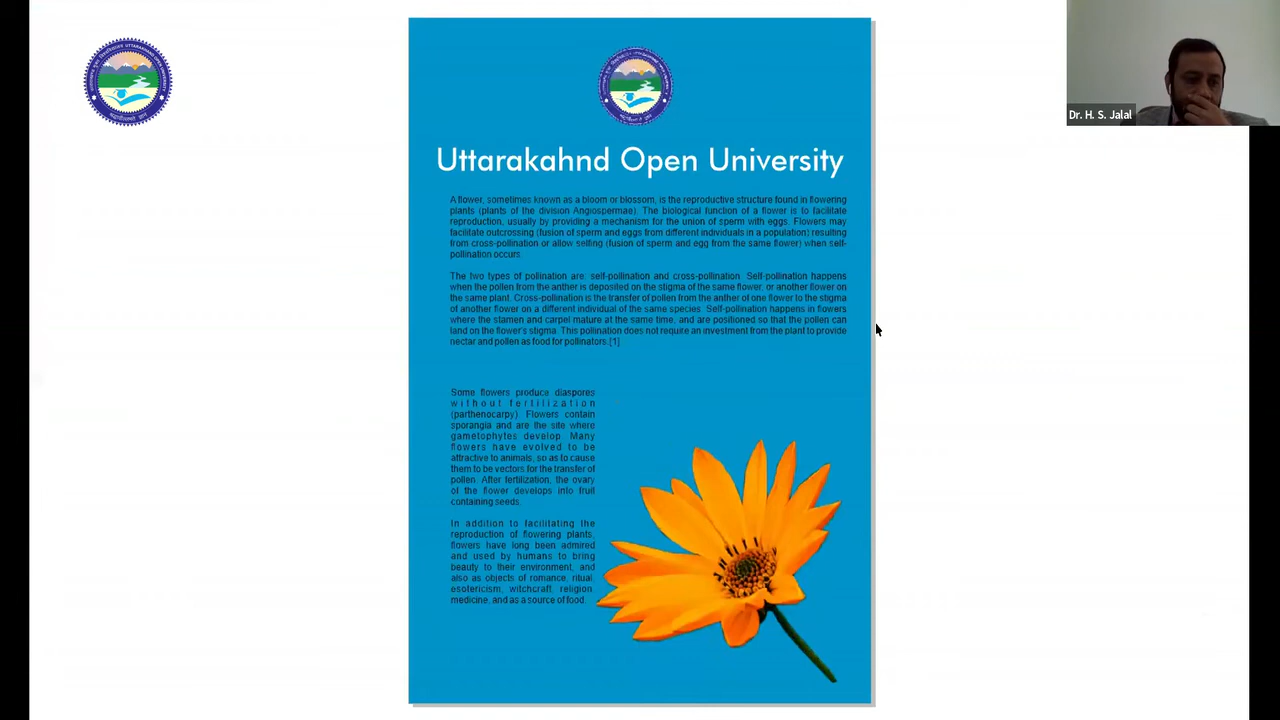 Uttarakahnd Open University
A flower, sometimes known as a bloom or blossom, is the reproductive structure found in flowering
plants (plants of the division Angiospermae). The biological function of a flower is to facilitate
reproduction, usually by providing a mechanism for the union of sperm with eggs. Flowers may
facilitate outcrossing (fusion of sperm and eggs from different individuals in a population) resulting
from cross-pollination or allow selfing (fusion of sperm and egg from the same flower) when self-
pollination occurs.
The two types of pollination are: self-pollination and cross-pollination. Self-pollination happens
when the pollen from the anther is deposited on the stigma of the same flower, or another flower on
the same plant. Cross-pollination is the transfer of pollen from the anther of one flower to the stigma
of another flower on a different individual of the same species. Self-pollination happens in flowers
where the stamen and carpel mature at the same time, and are positioned so that the pollen can
land on the flower's stigma. This pollination does not require an investment from the plant to provide
nectar and pollen as food for pollinators.[1]
Some flowers produce diaspores
without fertilization
(parthenocarpy). Flowers contain
sporangia and are the site where
gametophytes develop. Many
flowers have evolved to be
attractive to animals, so as to cause
them to be vectors for the transfer of
pollen. After fertilization, the ovary
of the flower develops into fruit
containing seeds.
In addition to facilitating the
reproduction of flowering plants,
flowers have long been admired
and used by humans to bring
beauty to their environment, and
also as objects of romance, ritual,
esotericism, witchcraft, religion,
medicine, and as a source of food.
Dr. H. S. Jalal